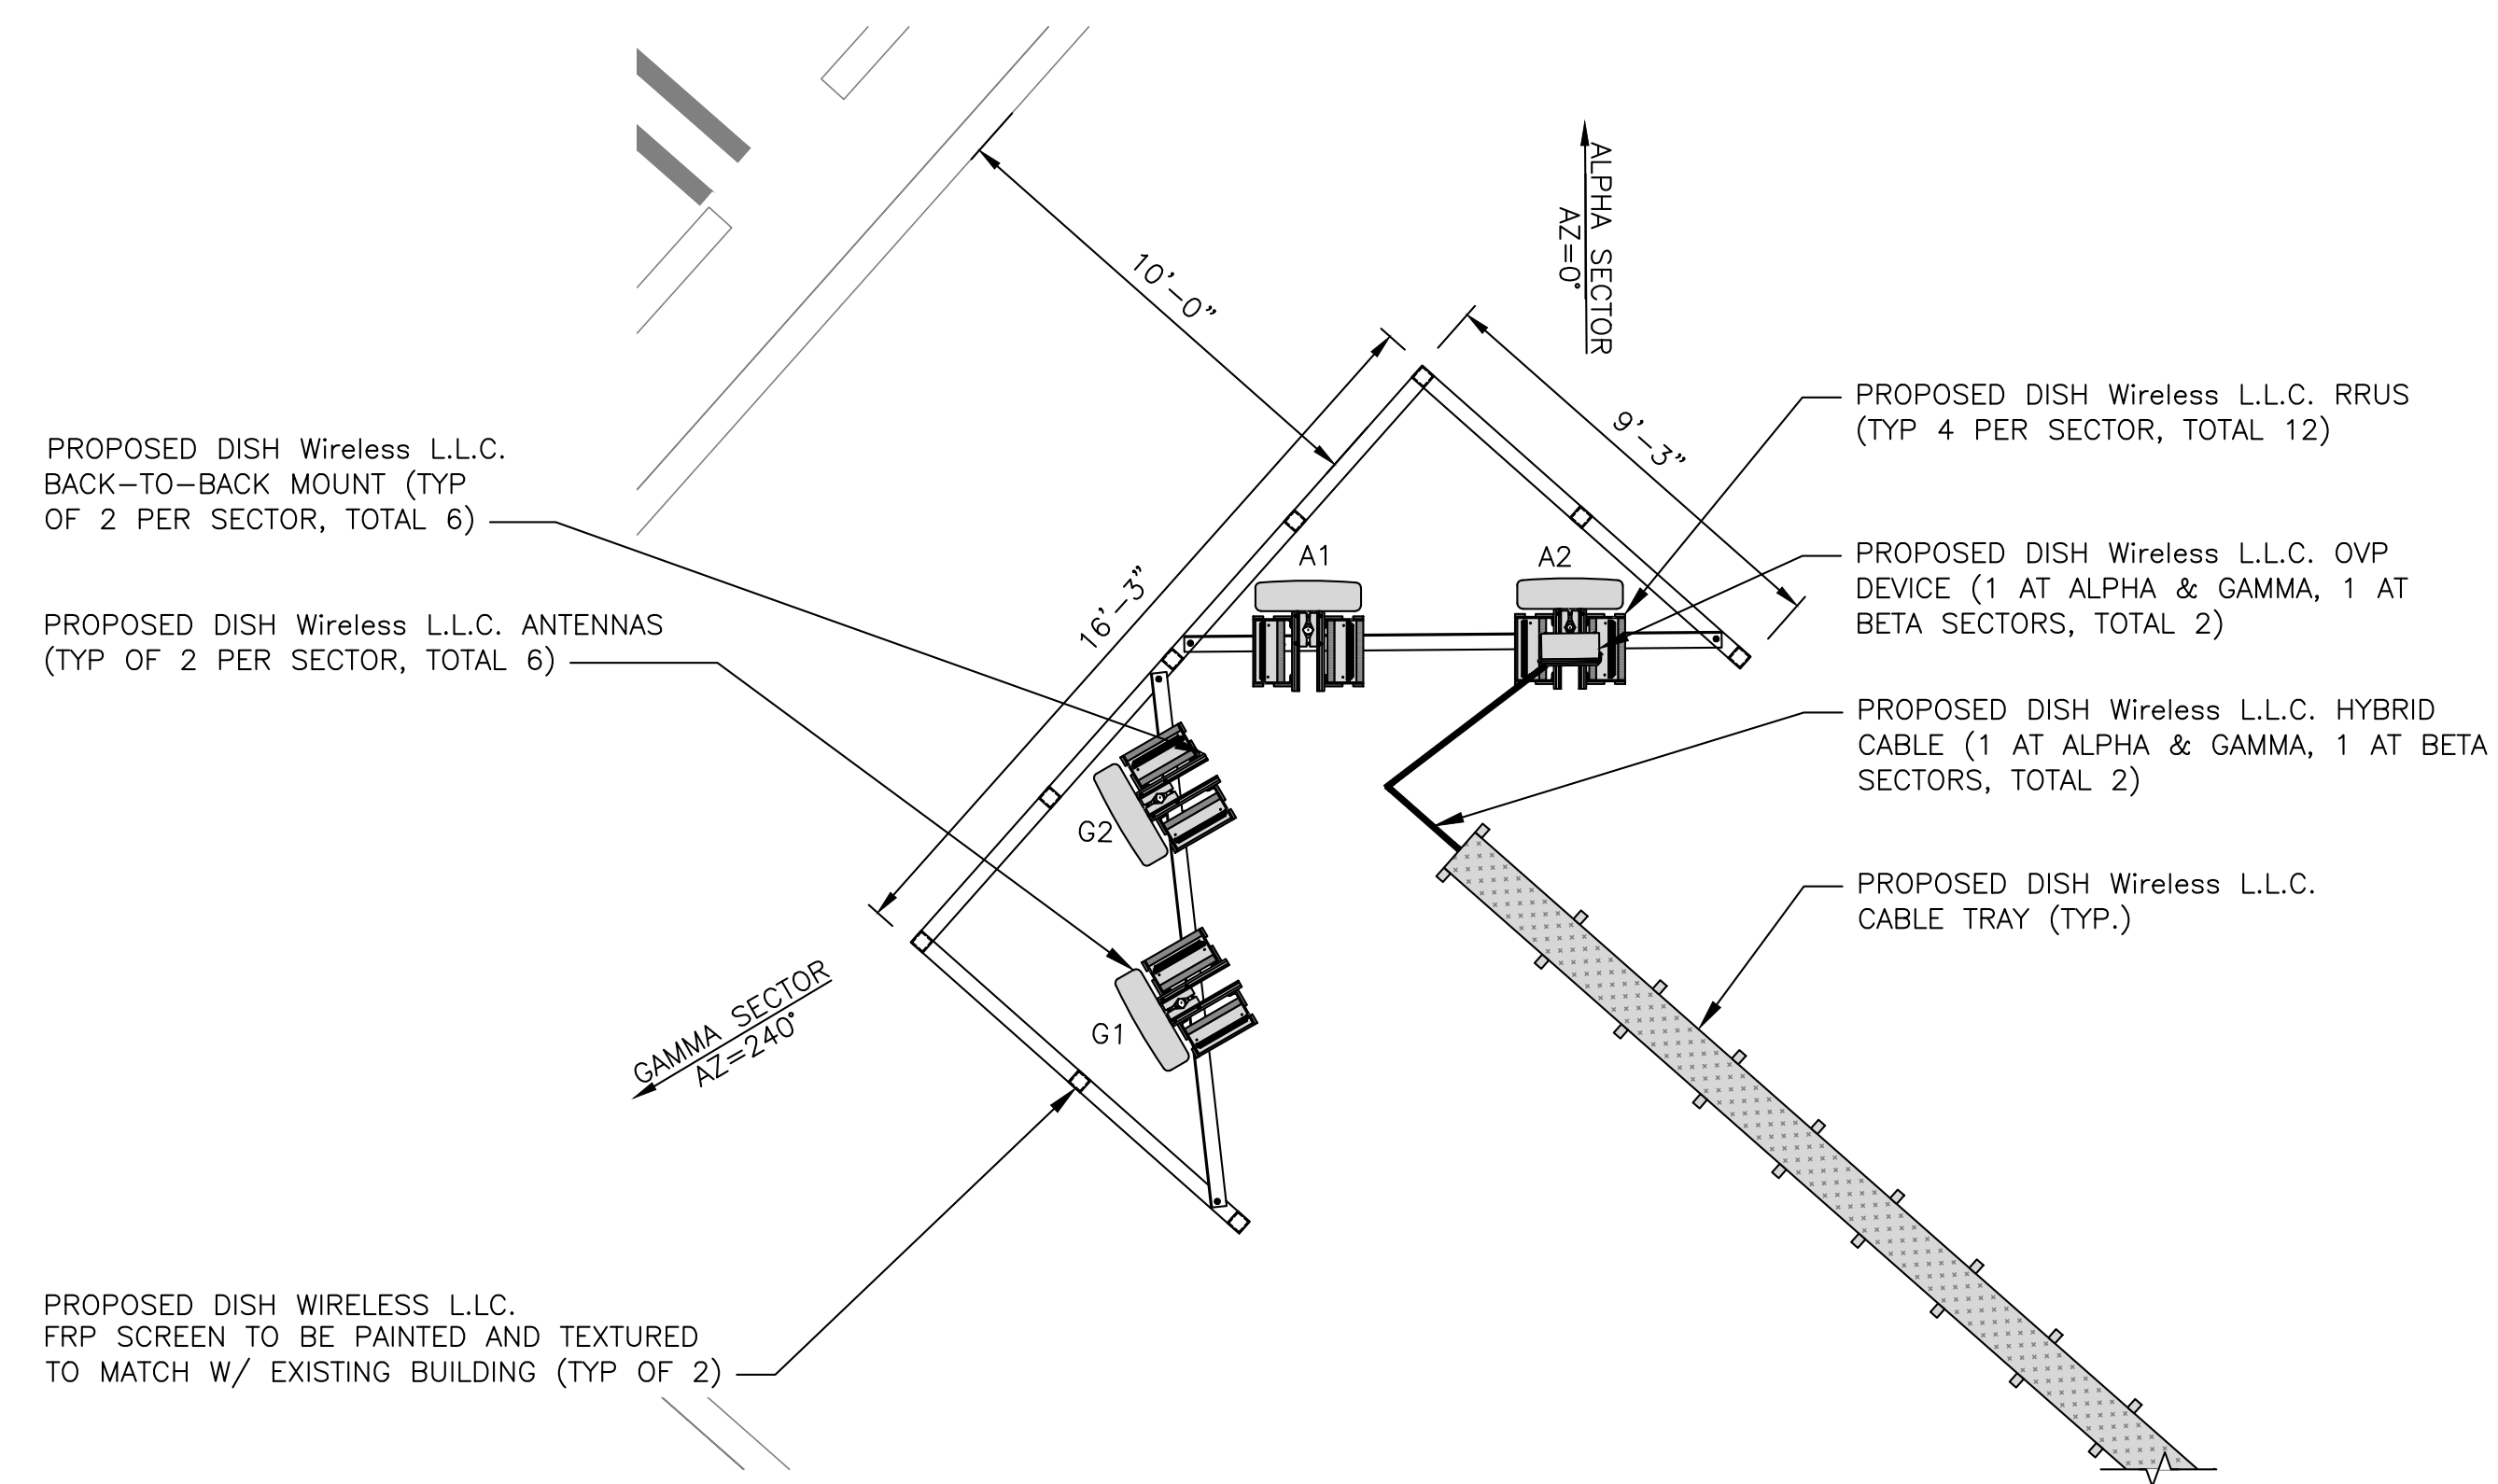 ALPHA SECTOR
AZ=0°
10'-0"
9'-3"
16'-3"
PROPOSED DISH Wireless L.L.C.
BACK-TO-BACK MOUNT (TYP
OF 2 PER SECTOR, TOTAL 6)
PROPOSED DISH Wireless L.L.C. ANTENNAS
(TYP OF 2 PER SECTOR, TOTAL 6)
A1
A2
G2
G1
GAMMA SECTOR
AZ=240°
PROPOSED DISH WIRELESS L.LC.
FRP SCREEN TO BE PAINTED AND TEXTURED
TO MATCH W/ EXISTING BUILDING (TYP OF 2)
PROPOSED DISH Wireless L.L.C. RRUS
(TYP 4 PER SECTOR, TOTAL 12)
PROPOSED DISH Wireless L.L.C. OVP
DEVICE (1 AT ALPHA & GAMMA, 1 AT
BETA SECTORS, TOTAL 2)
PROPOSED DISH Wireless L.L.C. HYBRID
CABLE (1 AT ALPHA & GAMMA, 1 AT BETA
SECTORS, TOTAL 2)
PROPOSED DISH Wireless L.L.C.
CABLE TRAY (TYP.)